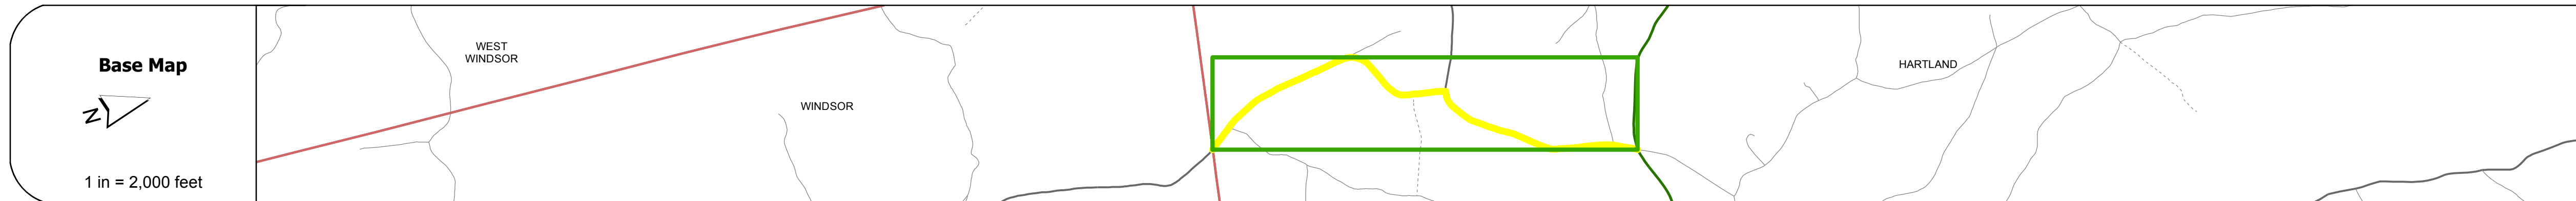 Base Map
N
1 in = 2,000 feet
WEST
WINDSOR
WINDSOR
HARTLAND